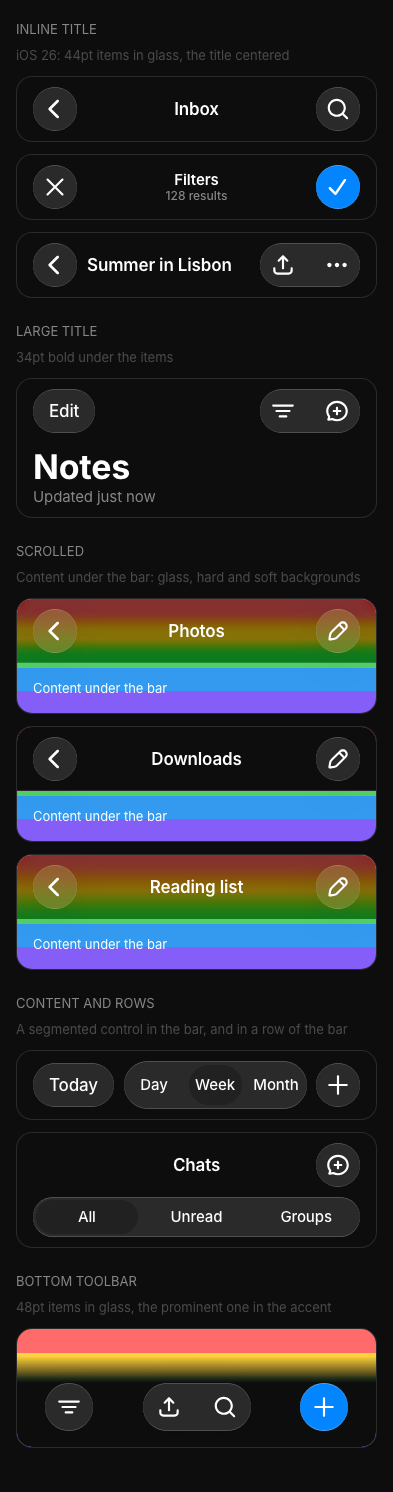 INLINE TITLE
iOS 26: 44pt items in glass, the title centered
Inbox
Filters
128 results
Summer in Lisbon
LARGE TITLE
34pt bold under the items
Edit
Notes
Updated just now
SCROLLED
Content under the bar: glass, hard and soft backgrounds
Photos
Content under the bar
Downloads
Content under the bar
Reading list
Content under the bar
CONTENT AND ROWS
A segmented control in the bar, and in a row of the bar
Today Day Week Month
Chats
All Unread Groups
BOTTOM TOOLBAR
48pt items in glass, the prominent one in the accent